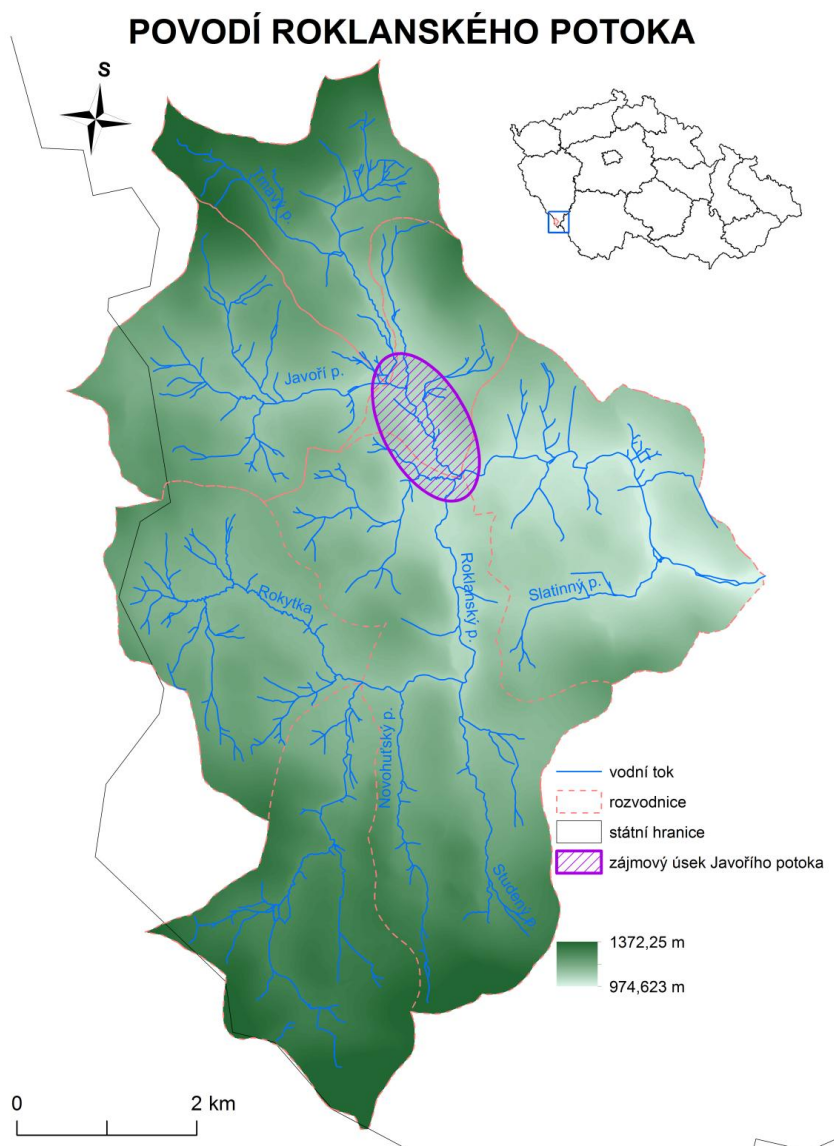 POVODÍ ROKLANSKÉHO POTOKA
S
Tmavý p.
Javoří p.
Roklanský p.
Slatinný p.
Rokytka
Novohuťský p.
Studený p.
vodní tok
rozvodnice
státní hranice
zájmový úsek Javořího potoka
1372,25 m
974,623 m
0 2 km